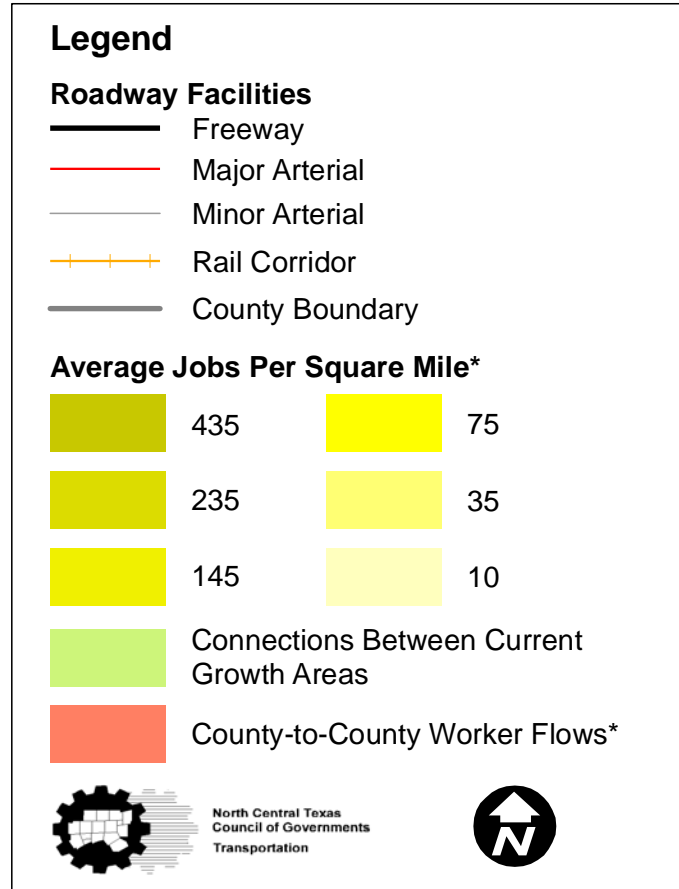 Legend
Roadway Facilities
Freeway
Major Arterial
Minor Arterial
Rail Corridor
County Boundary
Average Jobs Per Square Mile*
435
75
235
35
145
10
Connections Between Current
Growth Areas
County-to-County Worker Flows*
North Central Texas
Council of Governments
Transportation
N